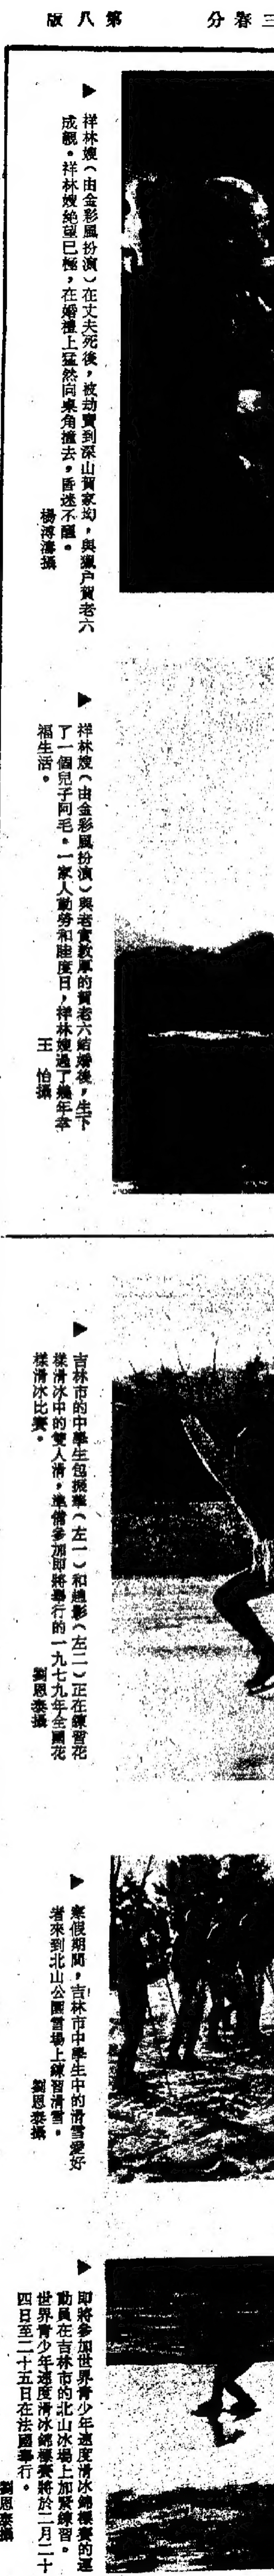 第八版
三春分
祥林嫂(由金彩風扮演)在丈夫死後,被劫賣到深山賀家坳,與獵戶賀老六
成親。祥林嫂絶望已極,在婚禮上猛然向桌角撞去,昏迷不醒。
楊溥濤攝
祥林嫂(由金彩風扮演)與老實敦厚的賀老六結婚後,生下
了一個兒子阿毛。一家人勤勞和睦度日,祥林嫂過了幾年幸
福生活。
王怡攝
吉林市的中學生包振華(左一)和趙影(左二)正在練習花
樣滑冰中的雙人滑,準備參加即將舉行的一九七九年全國花
樣滑冰比賽。
劉恩泰攝
寒假期間,吉林市中學生中的滑雪愛好
者來到北山公園雪場上練習滑雪。
劉恩泰攝
即將參加世界青少年速度滑冰錦標賽的運
動員在吉林市的北山冰場上加緊練習。
世界青少年速度滑冰錦標賽將於二月二十
四日至二十五日在法國舉行。
劉恩泰攝